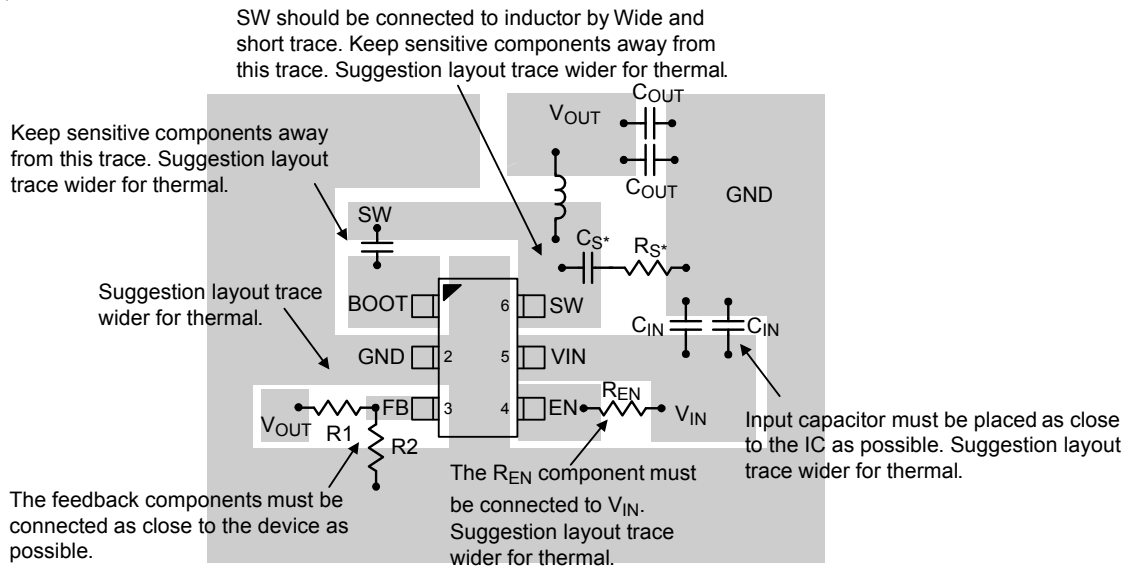 SW should be connected to inductor by Wide and
short trace. Keep sensitive components away from
this trace. Suggestion layout trace wider for thermal.
Keep sensitive components away
from this trace. Suggestion layout
trace wider for thermal.
VOUT
COUT
COUT
GND
SW
CS*
RS*
Suggestion layout trace
wider for thermal.
BOOT
6 SW
CIN
CIN
GND 2
5 VIN
FB 3
4 EN
REN
VIN
VOUT
R1
R2
Input capacitor must be placed as close
to the IC as possible. Suggestion layout
trace wider for thermal.
The feedback components must be
connected as close to the device as
possible.
The REN component must
be connected to VIN.
Suggestion layout trace
wider for thermal.